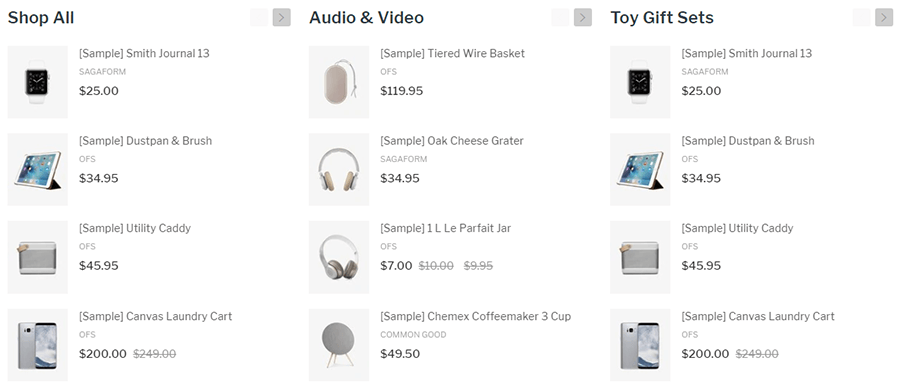 Shop All
[Sample] Smith Journal 13
SAGAFORM
$25.00
[Sample] Dustpan & Brush
OFS
$34.95
[Sample] Utility Caddy
OFS
$45.95
[Sample] Canvas Laundry Cart
OFS
$200.00 $249.00
Audio & Video
[Sample] Tiered Wire Basket
OFS
$119.95
[Sample] Oak Cheese Grater
SAGAFORM
$34.95
[Sample] 1 L Le Parfait Jar
OFS
$7.00 $10.00 $9.95
[Sample] Chemex Coffeemaker 3 Cup
COMMON GOOD
$49.50
Toy Gift Sets
[Sample] Smith Journal 13
SAGAFORM
$25.00
[Sample] Dustpan & Brush
OFS
$34.95
[Sample] Utility Caddy
OFS
$45.95
[Sample] Canvas Laundry Cart
OFS
$200.00 $249.00